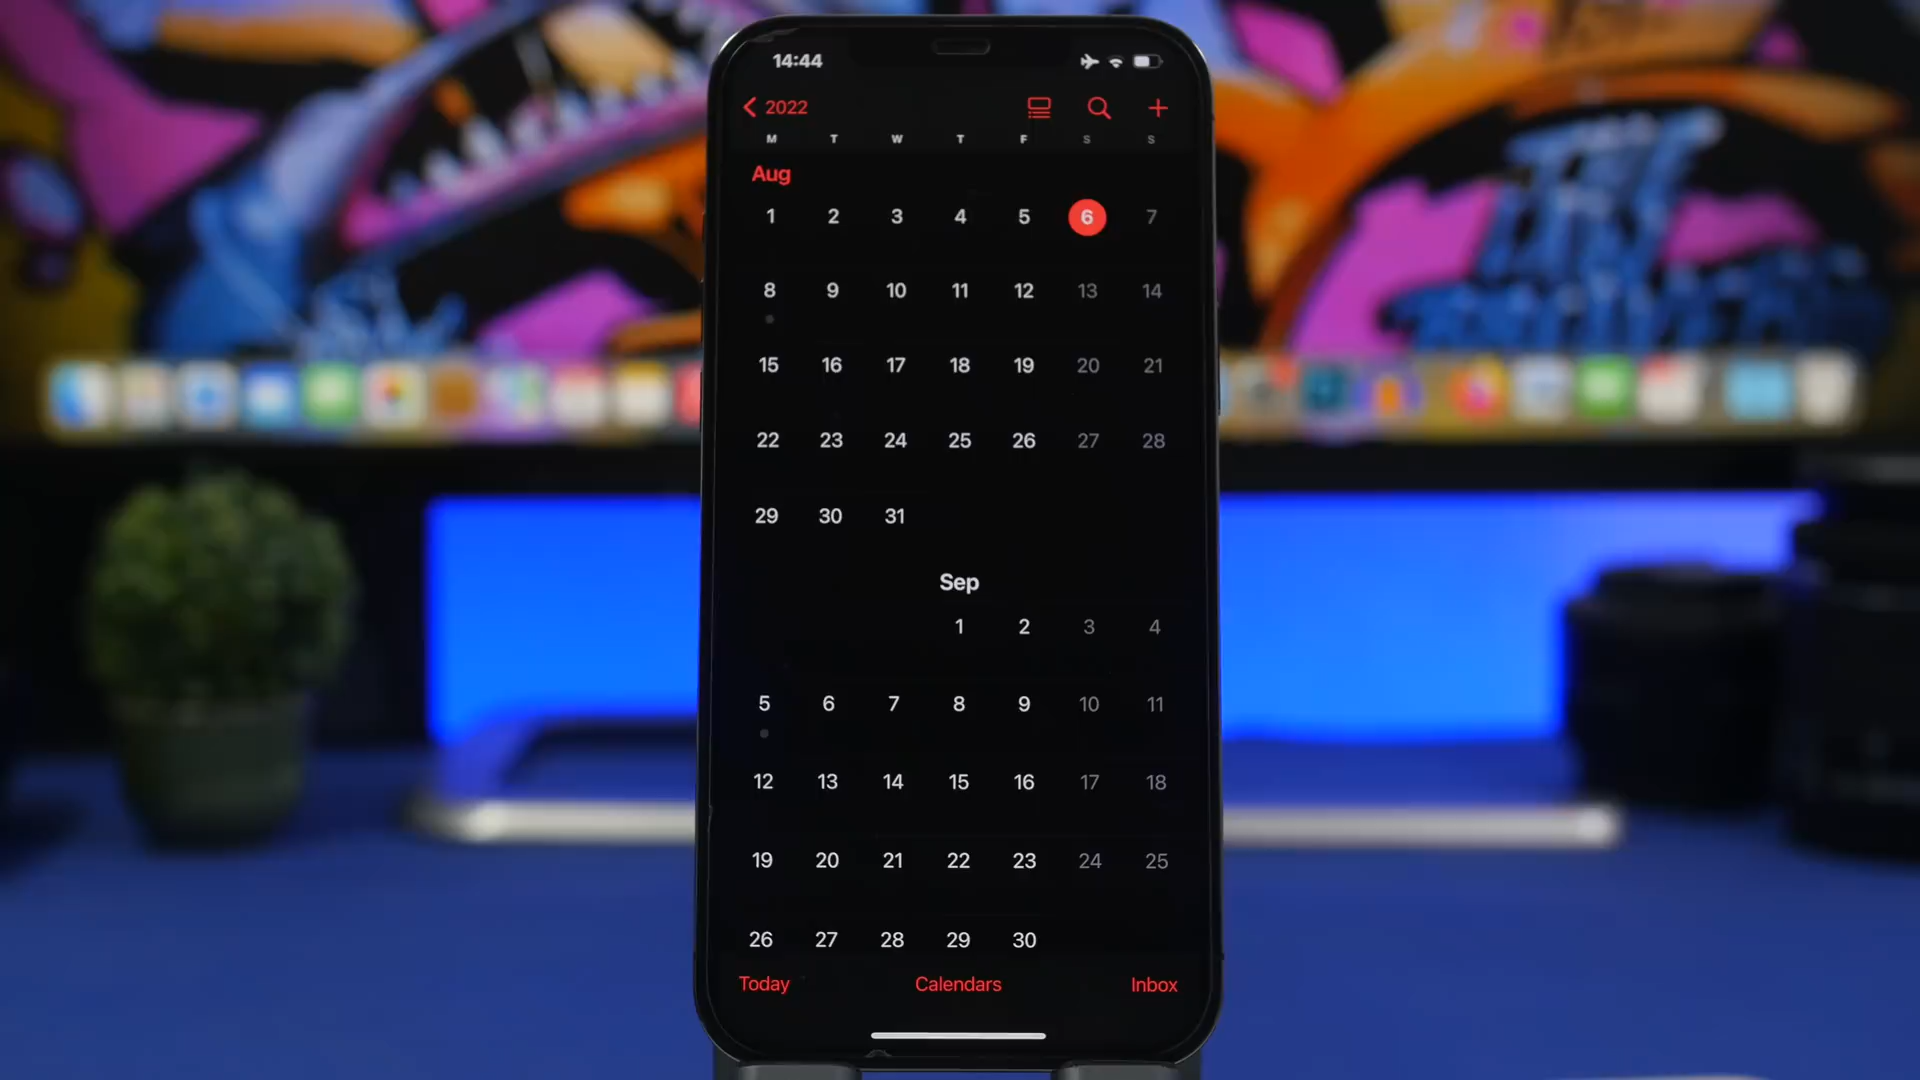 14:44
2022
M T W T F S S
Aug
1 2 3 4 5 6 7
8 9 10 11 12 13 14
15 16 17 18 19 20 21
22 23 24 25 26 27 28
29 30 31
Sep
1 2 3 4
5 6 7 8 9 10 11
12 13 14 15 16 17 18
19 20 21 22 23 24 25
26 27 28 29 30
Today Calendars Inbox